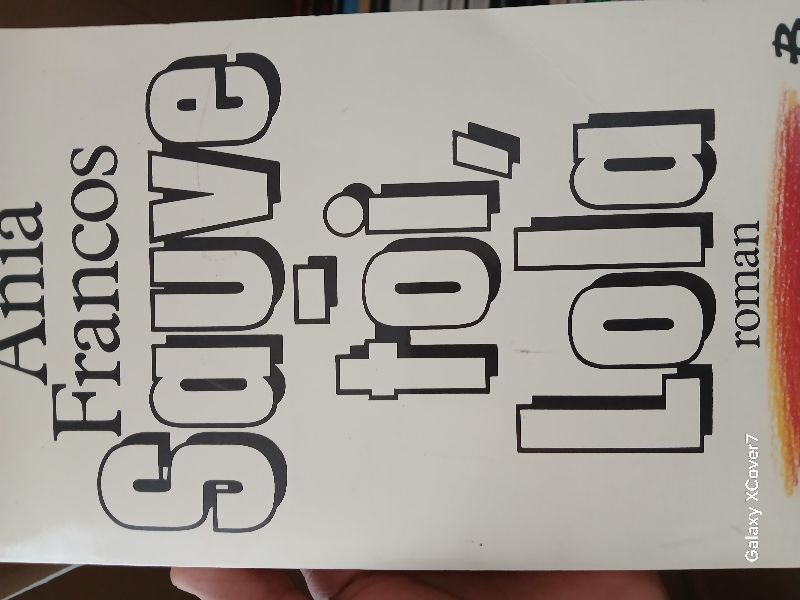 Ania
Francos
Sauve
-toi,
Lola
roman
B
Galaxy XCover7